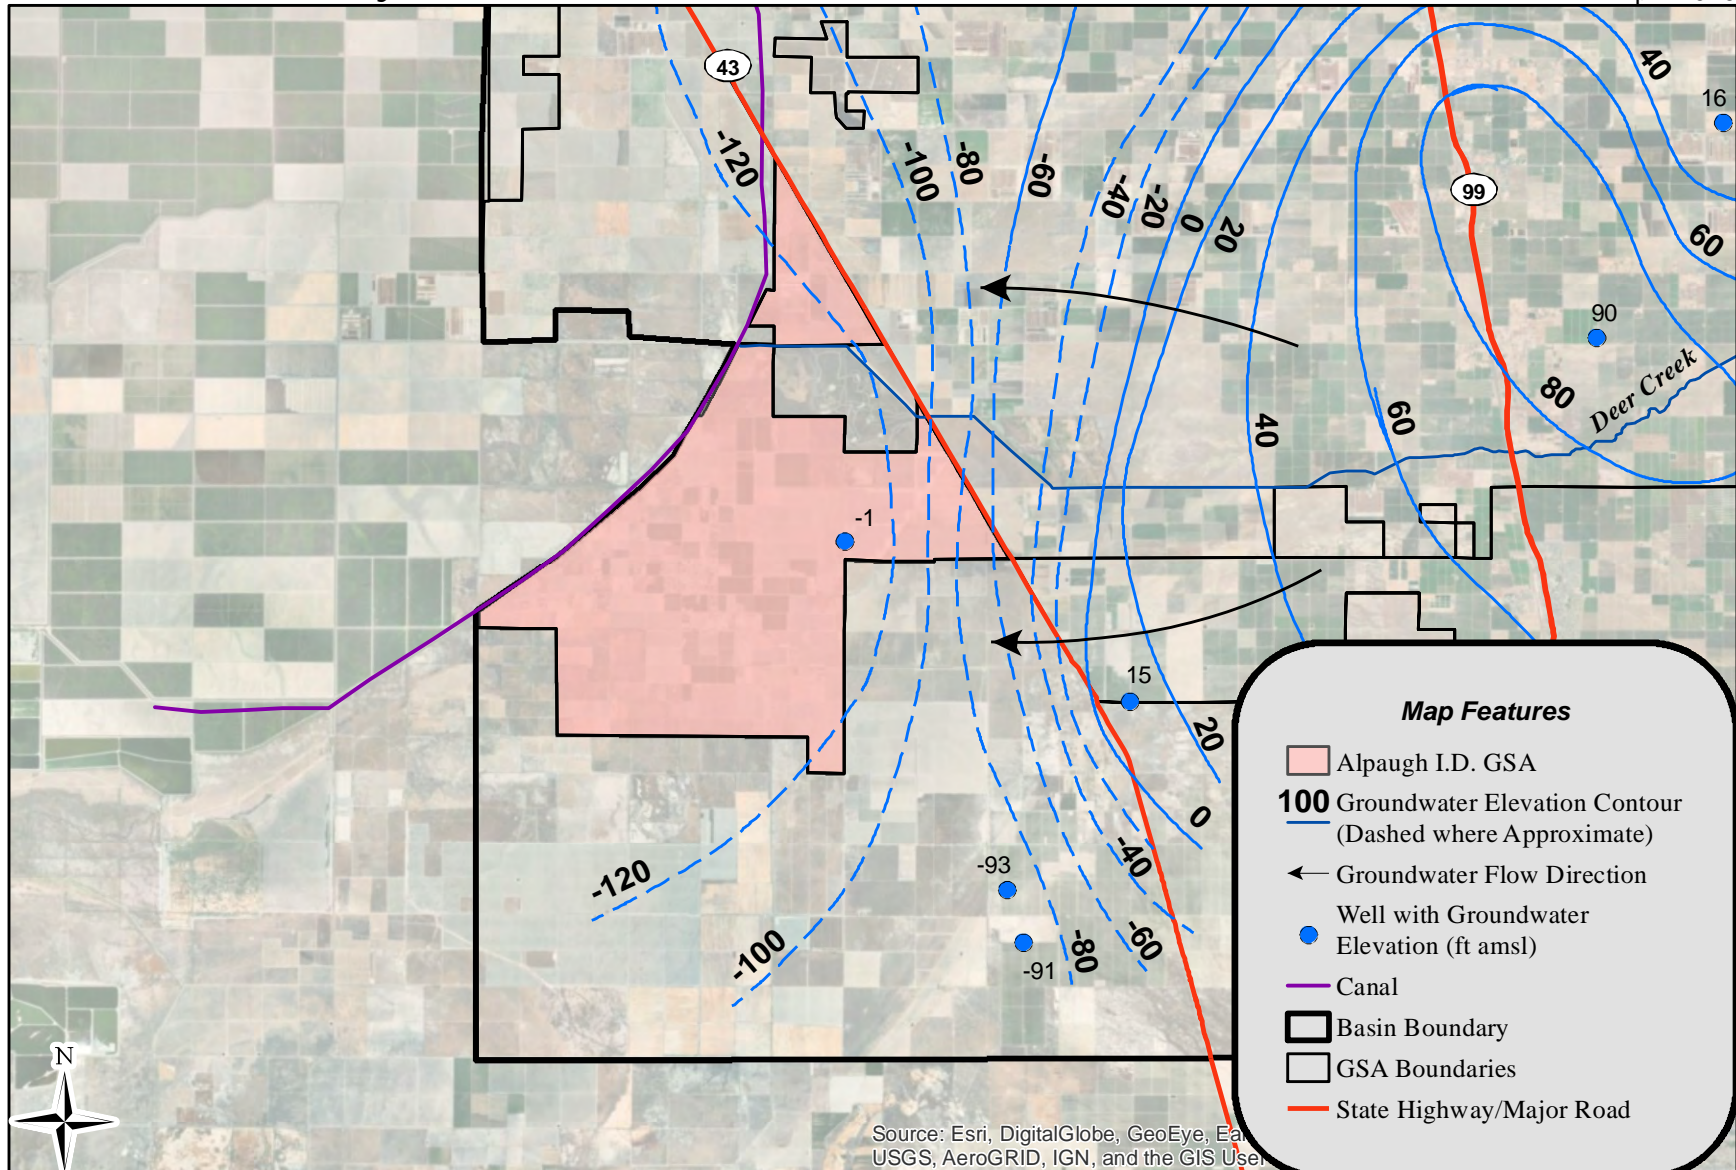 43
40
16
-120
-100
-80
-60
-40
-20
0
20
99
60
90
80
Deer Creek
40
60
-1
15
20
0
-40
-120
-93
-100
-91
-80
-60
Map Features
Alpaugh I.D. GSA
100 Groundwater Elevation Contour
(Dashed where Approximate)
Groundwater Flow Direction
Well with Groundwater
Elevation (ft amsl)
Canal
Basin Boundary
GSA Boundaries
State Highway/Major Road
N
Source: Esri, DigitalGlobe, GeoEye,
USGS, AeroGRID, IGN, and the GIS